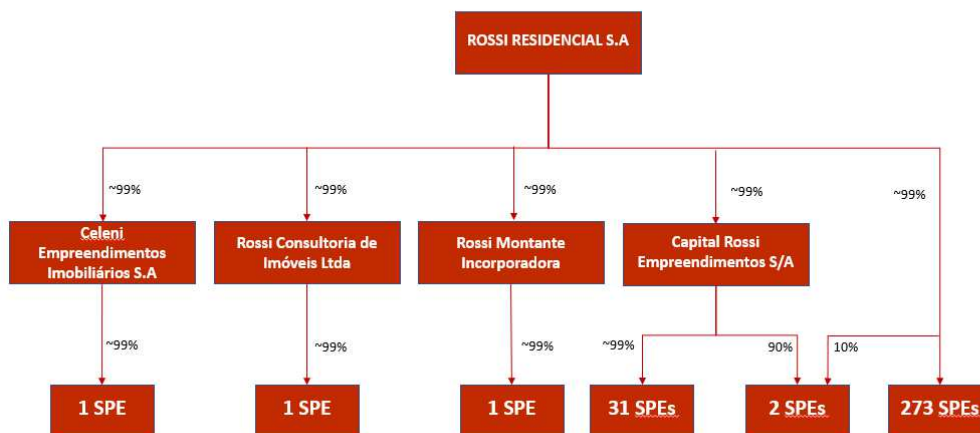 ROSSI RESIDENCIAL S.A
~99%
~99%
~99%
~99%
~99%
Celeni
Empreendimentos
Imobiliários S.A
Rossi Consultoria de
Imóveis Ltda
Rossi Montante
Incorporadora
Capital Rossi
Empreendimentos S/A
~99%
~99%
~99%
~99%
90%
10%
1 SPE
1 SPE
1 SPE
31 SPEs
2 SPEs
273 SPEs